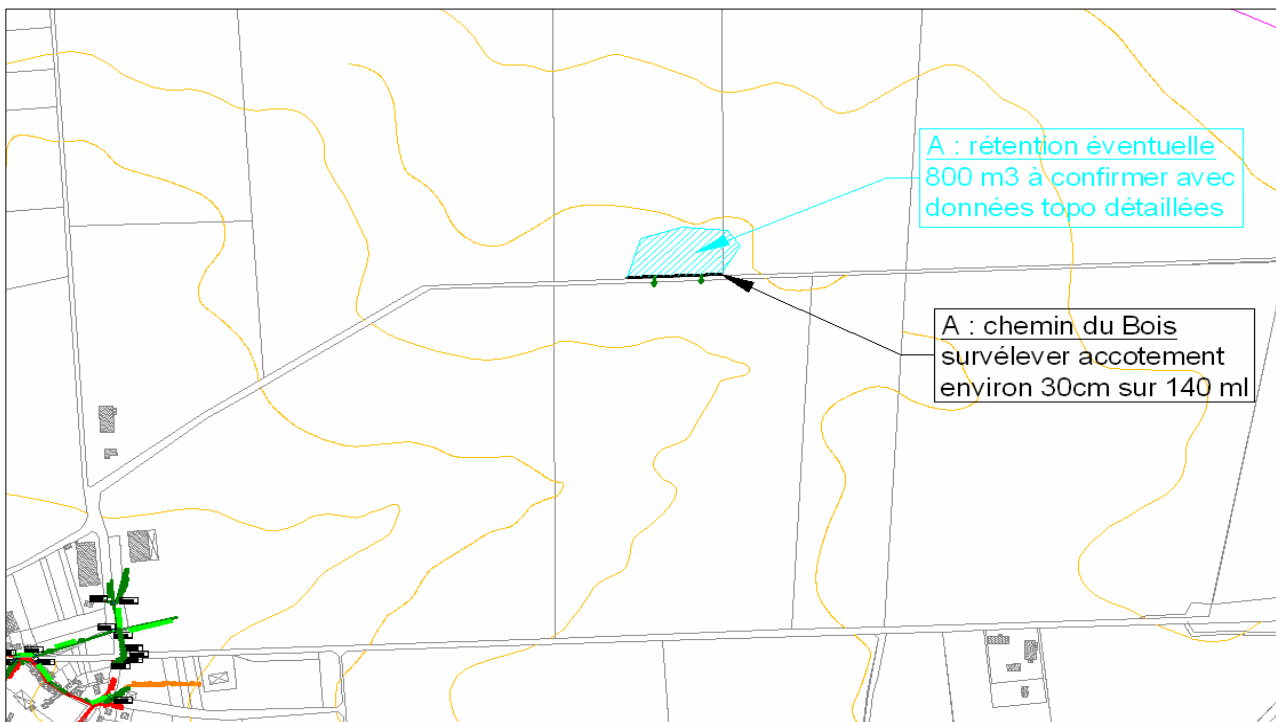 A : rétention éventuelle
800 m3 à confirmer avec
données topo détaillées
A : chemin du Bois
survélever accotement
environ 30cm sur 140 ml